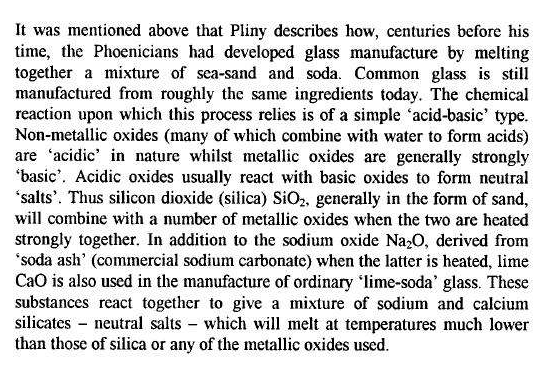 It was mentioned above that Pliny describes how, centuries before his
time, the Phoenicians had developed glass manufacture by melting
together a mixture of sea-sand and soda. Common glass is still
manufactured from roughly the same ingredients today. The chemical
reaction upon which this process relies is of a simple ‘acid-basic’ type.
Non-metallic oxides (many of which combine with water to form acids)
are ‘acidic’ in nature whilst metallic oxides are generally strongly
‘basic’. Acidic oxides usually react with basic oxides to form neutral
‘salts’. Thus silicon dioxide (silica) SiO₂, generally in the form of sand,
will combine with a number of metallic oxides when the two are heated
strongly together. In addition to the sodium oxide Na₂O, derived from
‘soda ash’ (commercial sodium carbonate) when the latter is heated, lime
CaO is also used in the manufacture of ordinary ‘lime-soda’ glass. These
substances react together to give a mixture of sodium and calcium
silicates – neutral salts – which will melt at temperatures much lower
than those of silica or any of the metallic oxides used.